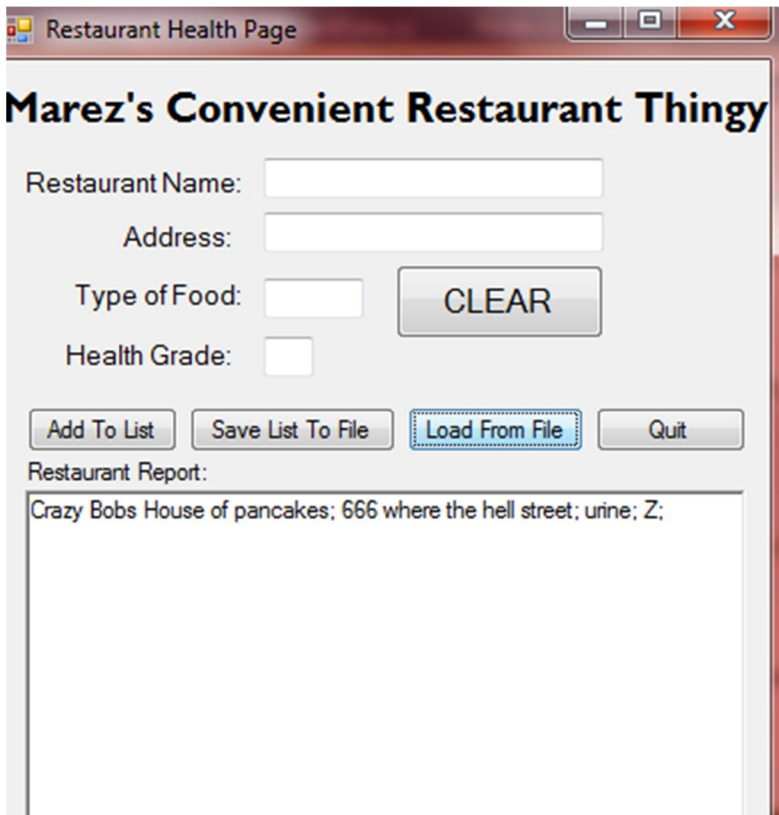 Restaurant Health Page
Marez's Convenient Restaurant Thingy
Restaurant Name:
Address:
Type of Food:
CLEAR
Health Grade:
Add To List Save List To File Load From File Quit
Restaurant Report:
Crazy Bobs House of pancakes; 666 where the hell street; urine; Z;